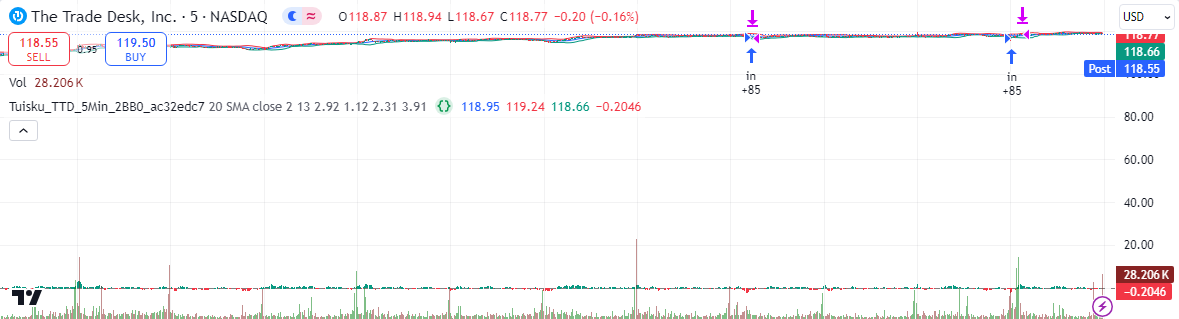 The Trade Desk, Inc. · 5 · NASDAQ O118.87 H118.94 L118.67 C118.77 −0.20 (−0.16%)
USD
118.55 SELL
0.95
119.50 BUY
118.77
118.66
Post 118.55
Vol 28.206 K
in
+85
in
+85
Tuisku_TTD_5Min_2BB0_ac32edc7 20 SMA close 2 13 2.92 1.12 2.31 3.91 {} 118.95 119.24 118.66 −0.2046
80.00
60.00
40.00
20.00
28.206 K
−0.2046